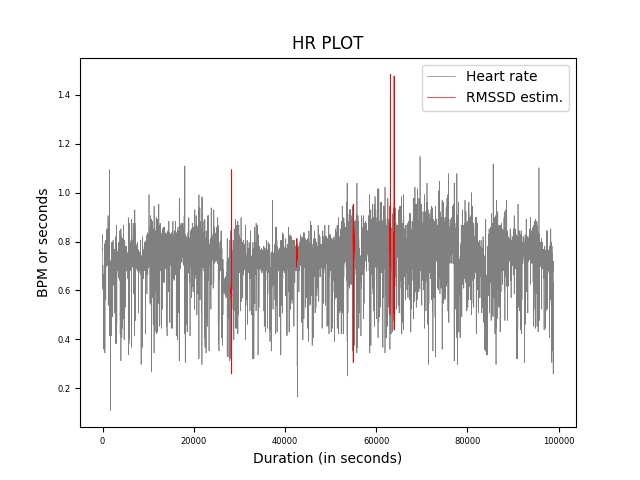 HR PLOT
Heart rate
RMSSD estim.
1.4
1.2
1.0
0.8
0.6
0.4
0.2
BPM or seconds
0 20000 40000 60000 80000 100000
Duration (in seconds)